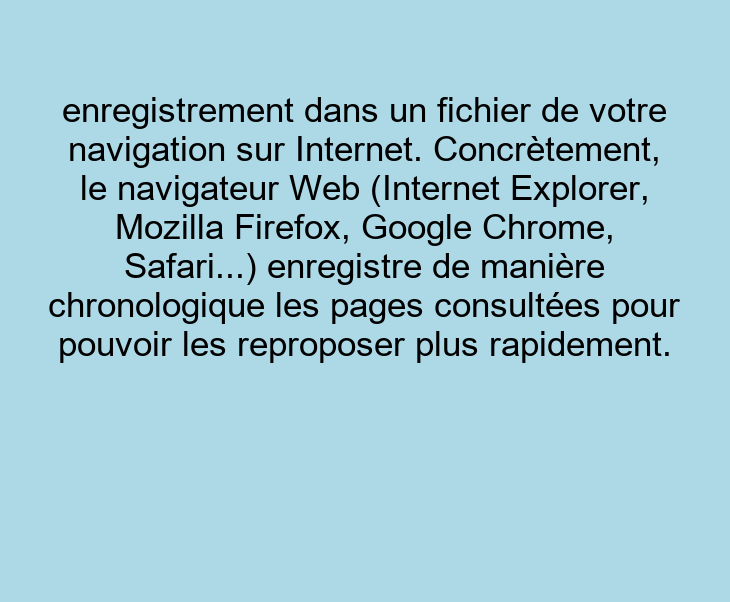 enregistrement dans un fichier de votre
navigation sur Internet. Concrètement,
le navigateur Web (Internet Explorer,
Mozilla Firefox, Google Chrome,
Safari...) enregistre de manière
chronologique les pages consultées pour
pouvoir les reproposer plus rapidement.